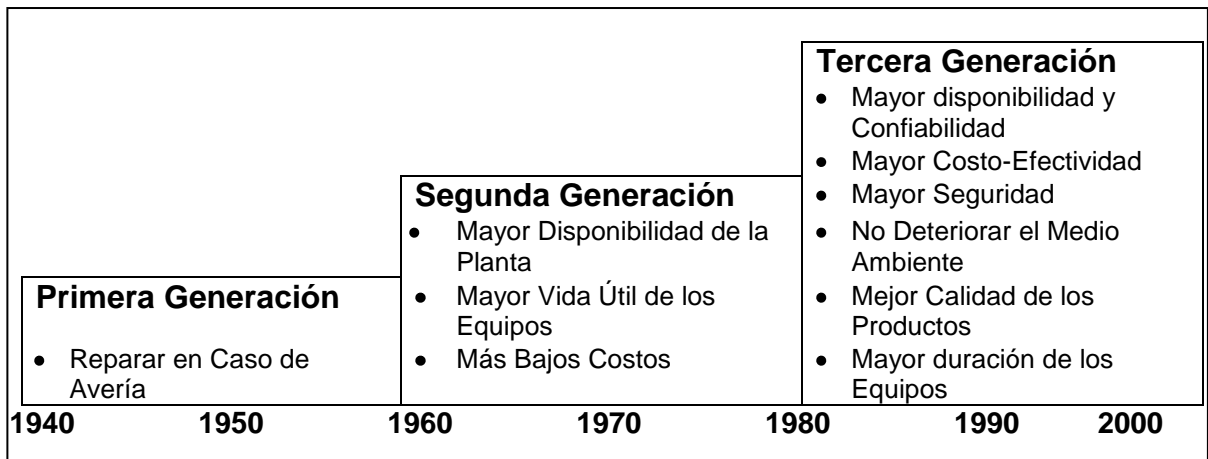 Primera Generación
• Reparar en Caso de
Avería
Segunda Generación
• Mayor Disponibilidad de la
Planta
• Mayor Vida Útil de los
Equipos
• Más Bajos Costos
Tercera Generación
• Mayor disponibilidad y
Confiabilidad
• Mayor Costo-Efectividad
• Mayor Seguridad
• No Deteriorar el Medio
Ambiente
• Mejor Calidad de los
Productos
• Mayor duración de los
Equipos
1940 1950 1960 1970 1980 1990 2000